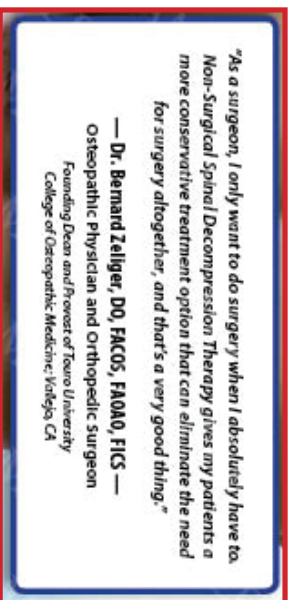 "As a surgeon, I only want to do surgery when I absolutely have to.
Non-Surgical Spinal Decompression Therapy gives my patients a
more conservative treatment option that can eliminate the need
for surgery altogether, and that's a very good thing."
— Dr. Bernard Zeliger, DO, FACOS, FAOAO, FICS —
Osteopathic Physician and Orthopedic Surgeon
Founding Dean and Provost of Touro University
College of Osteopathic Medicine; Vallejo, CA